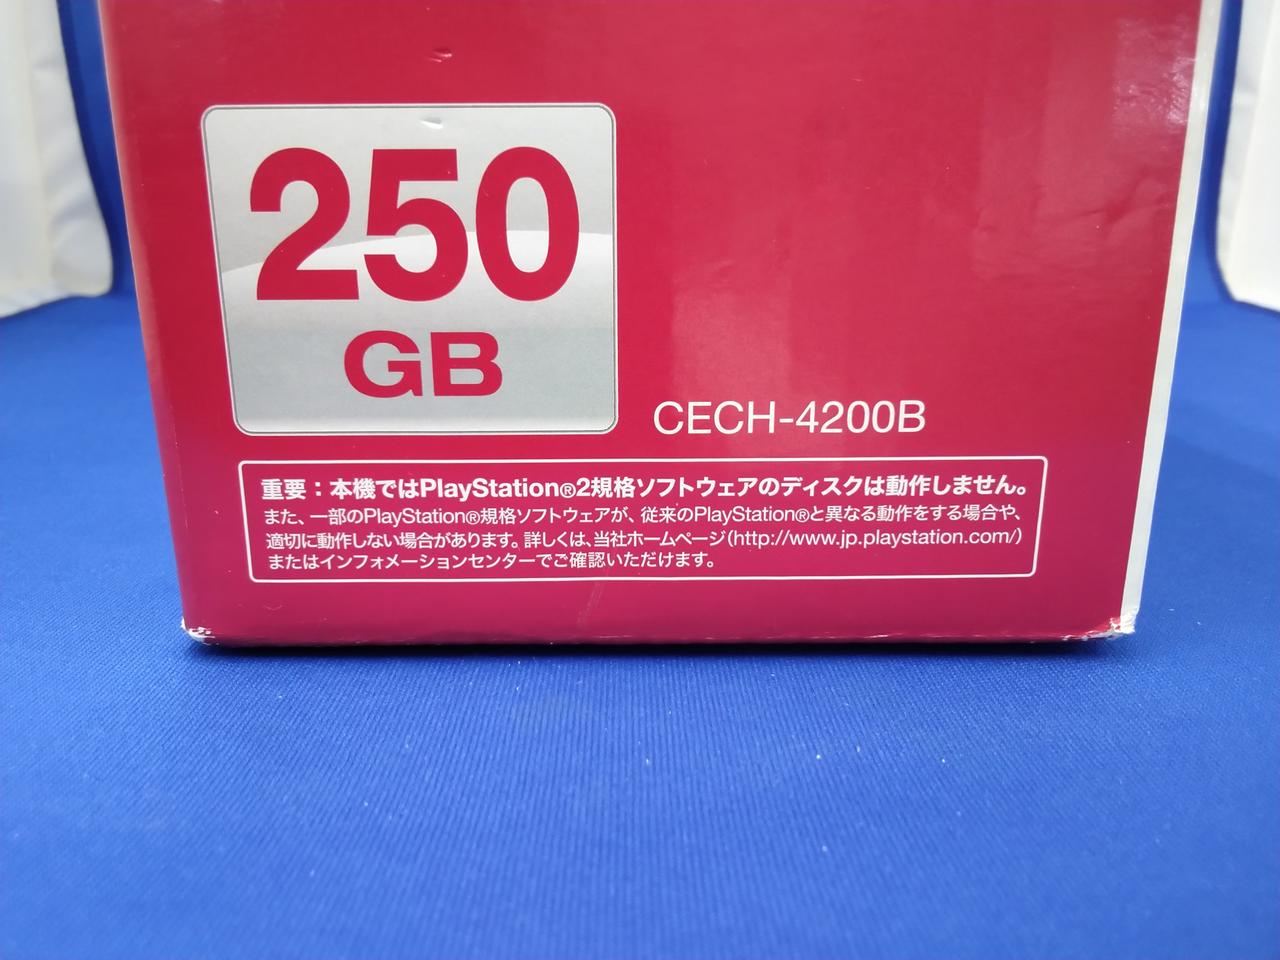 250
GB
CECH-4200B
重要：本機ではPlayStation®2規格ソフトウェアのディスクは動作しません。
また、一部のPlayStation®規格ソフトウェアが、従来のPlayStation®と異なる動作をする場合や、
適切に動作しない場合があります。詳しくは、当社ホームページ(http://www.jp.playstation.com/)
またはインフォメーションセンターでご確認いただけます。